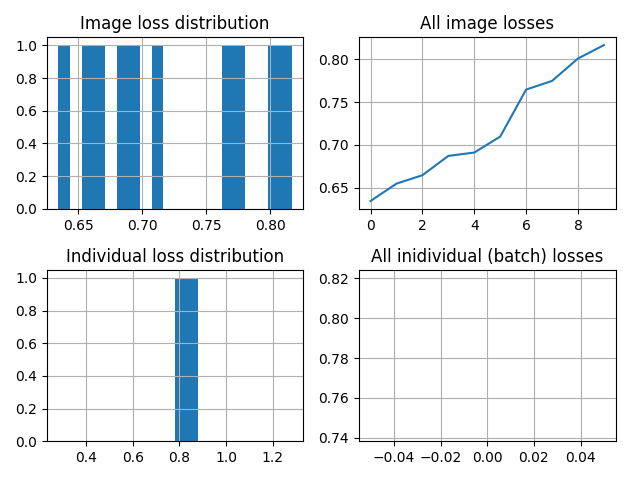 Image loss distribution
1.0
0.8
0.6
0.4
0.2
0.0
0.65 0.70 0.75 0.80
All image losses
0.80
0.75
0.70
0.65
0 2 4 6 8
Individual loss distribution
1.0
0.8
0.6
0.4
0.2
0.0
0.4 0.6 0.8 1.0 1.2
All inidividual (batch) losses
0.82
0.80
0.78
0.76
0.74
−0.04 −0.02 0.00 0.02 0.04